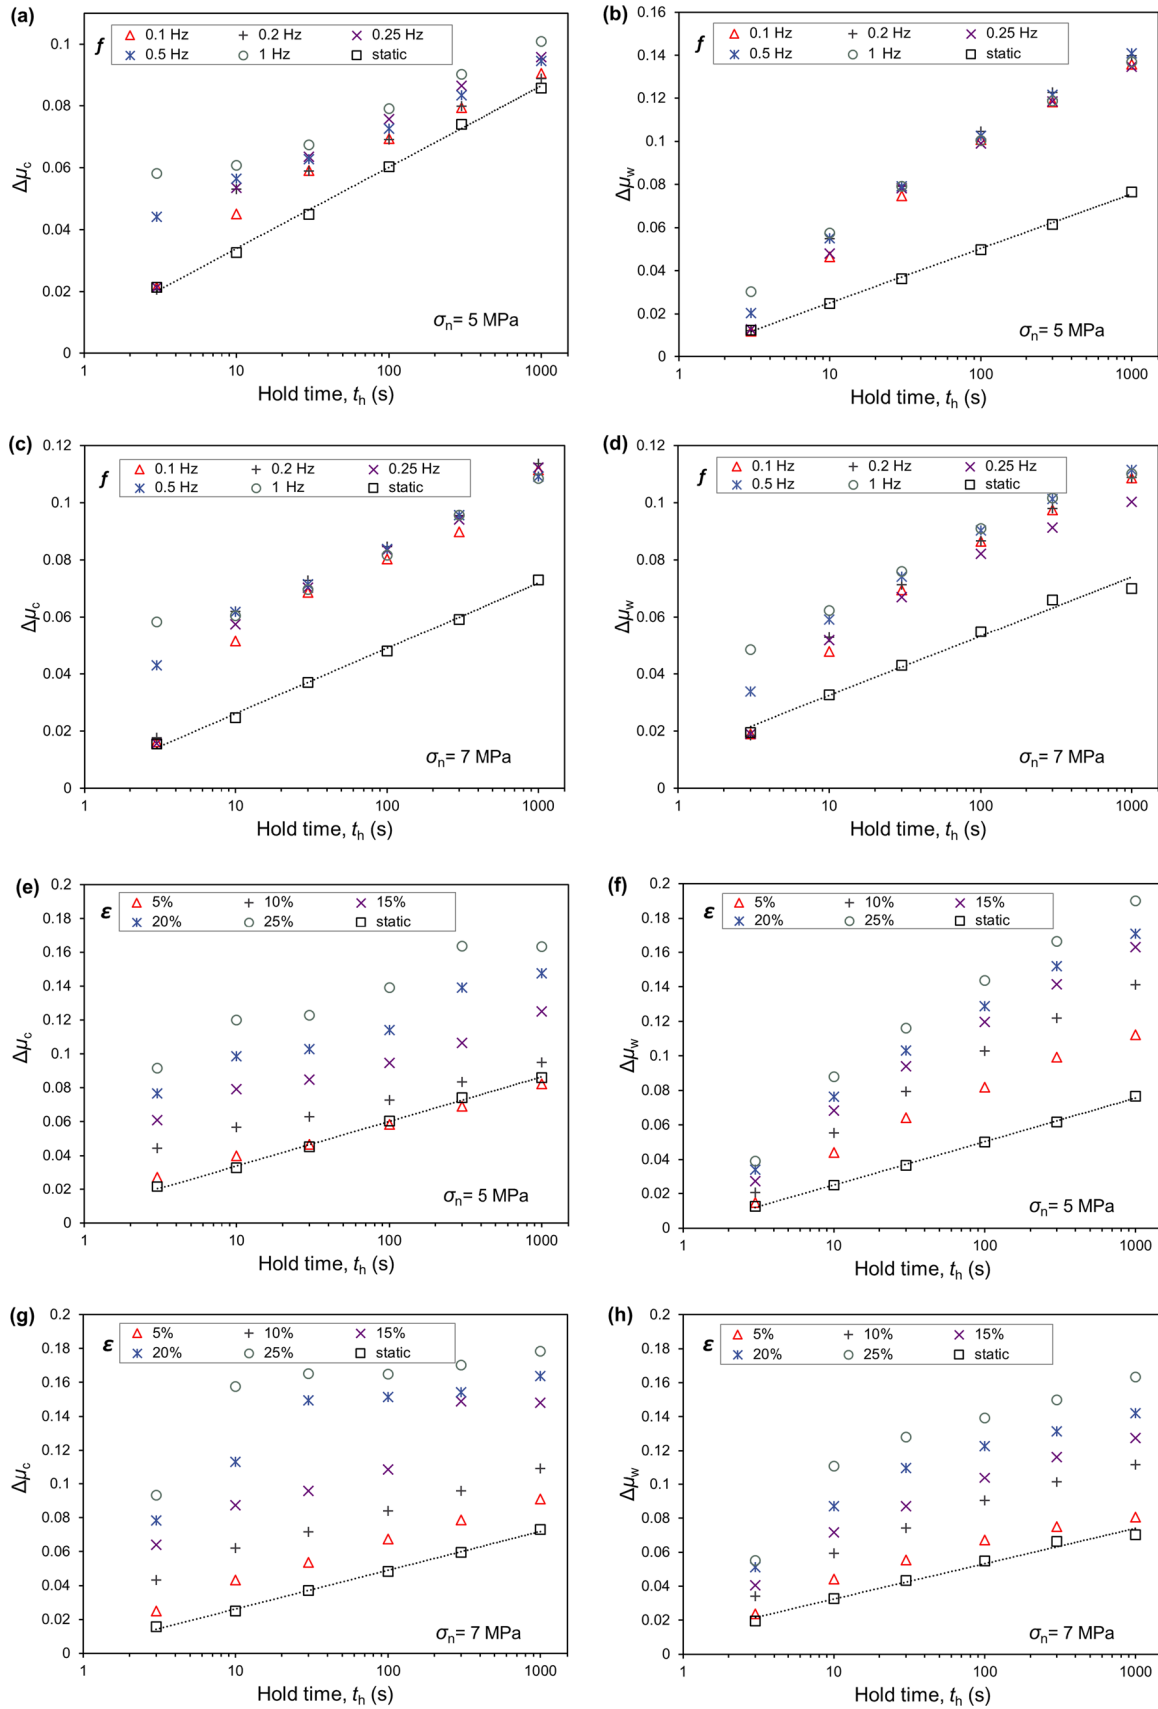 (a)
f
0.1 Hz 0.2 Hz 0.25 Hz
0.5 Hz 1 Hz static
0.1
0.08
0.06
0.04
0.02
0
Δμc
σn= 5 MPa
1 10 100 1000
Hold time, th (s)
(b)
f
0.1 Hz 0.2 Hz 0.25 Hz
0.5 Hz 1 Hz static
0.16
0.14
0.12
0.1
0.08
0.06
0.04
0.02
0
Δμw
σn= 5 MPa
1 10 100 1000
Hold time, th (s)
(c)
f
0.1 Hz 0.2 Hz 0.25 Hz
0.5 Hz 1 Hz static
0.12
0.1
0.08
0.06
0.04
0.02
0
Δμc
σn= 7 MPa
1 10 100 1000
Hold time, th (s)
(d)
f
0.1 Hz 0.2 Hz 0.25 Hz
0.5 Hz 1 Hz static
0.12
0.1
0.08
0.06
0.04
0.02
0
Δμw
σn= 7 MPa
1 10 100 1000
Hold time, th (s)
(e)
ε
5% 10% 15%
20% 25% static
0.2
0.18
0.16
0.14
0.12
0.1
0.08
0.06
0.04
0.02
0
Δμc
σn= 5 MPa
1 10 100 1000
Hold time, th (s)
(f)
ε
5% 10% 15%
20% 25% static
0.2
0.18
0.16
0.14
0.12
0.1
0.08
0.06
0.04
0.02
0
Δμw
σn= 5 MPa
1 10 100 1000
Hold time, th (s)
(g)
ε
5% 10% 15%
20% 25% static
0.2
0.18
0.16
0.14
0.12
0.1
0.08
0.06
0.04
0.02
0
Δμc
σn= 7 MPa
1 10 100 1000
Hold time, th (s)
(h)
ε
5% 10% 15%
20% 25% static
0.2
0.18
0.16
0.14
0.12
0.1
0.08
0.06
0.04
0.02
0
Δμw
σn= 7 MPa
1 10 100 1000
Hold time, th (s)